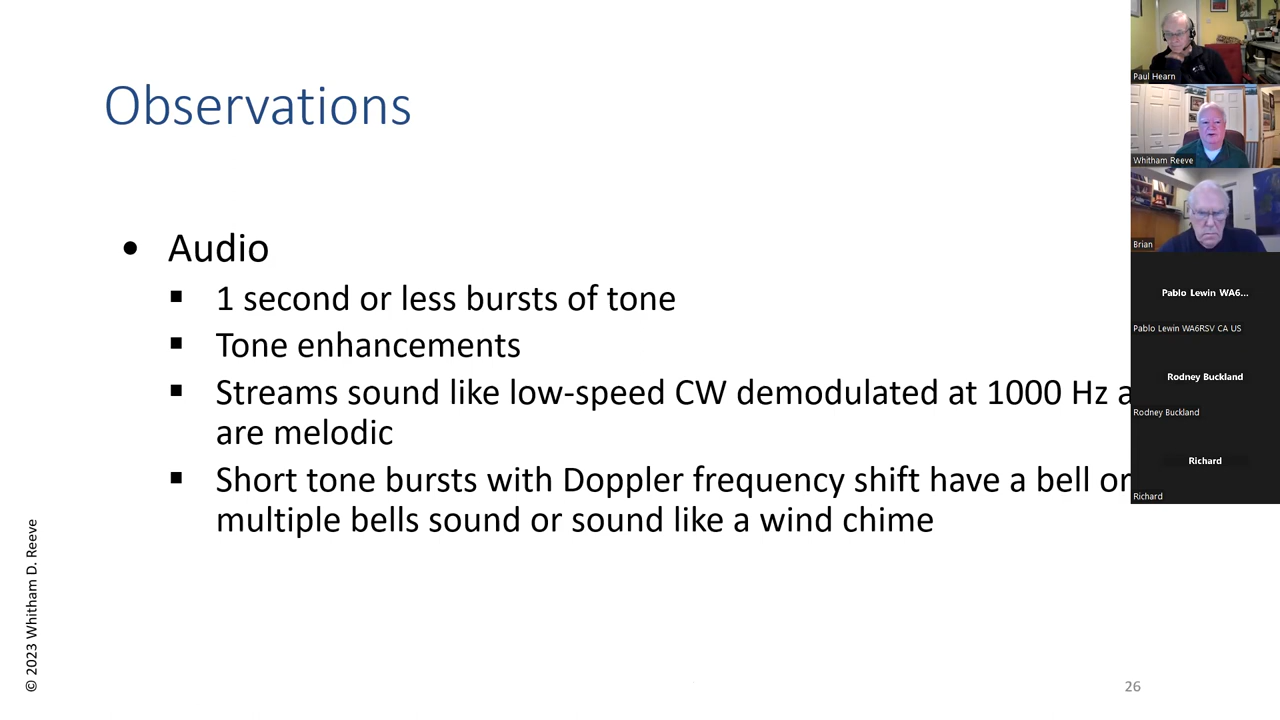 Observations
• Audio
▪ 1 second or less bursts of tone
▪ Tone enhancements
▪ Streams sound like low-speed CW demodulated at 1000 Hz
are melodic
▪ Short tone bursts with Doppler frequency shift have a bell or
multiple bells sound or sound like a wind chime
© 2023 Whitham D. Reeve
26
Paul Hearn
Whitham Reeve
Brian
Pablo Lewin WA6...
Pablo Lewin WA6RSV CA US
Rodney Buckland
Rodney Buckland
Richard
Richard